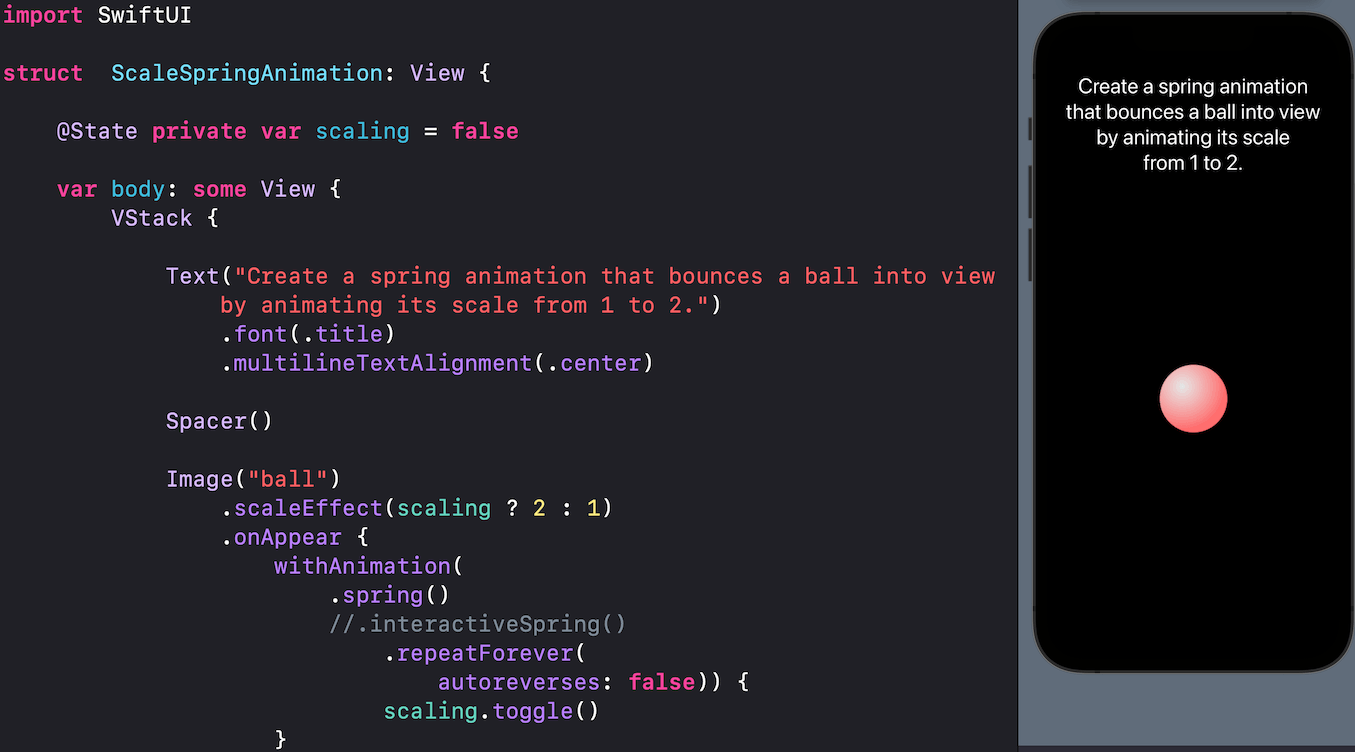 import SwiftUI
struct  ScaleSpringAnimation: View {
@State private var scaling = false
var body: some View {
VStack {
Text("Create a spring animation that bounces a ball into view
by animating its scale from 1 to 2.")
.font(.title)
.multilineTextAlignment(.center)
Spacer()
Image("ball")
.scaleEffect(scaling ? 2 : 1)
.onAppear {
withAnimation(
.spring()
//.interactiveSpring()
.repeatForever(
autoreverses: false)) {
scaling.toggle()
}
Create a spring animation
that bounces a ball into view
by animating its scale
from 1 to 2.